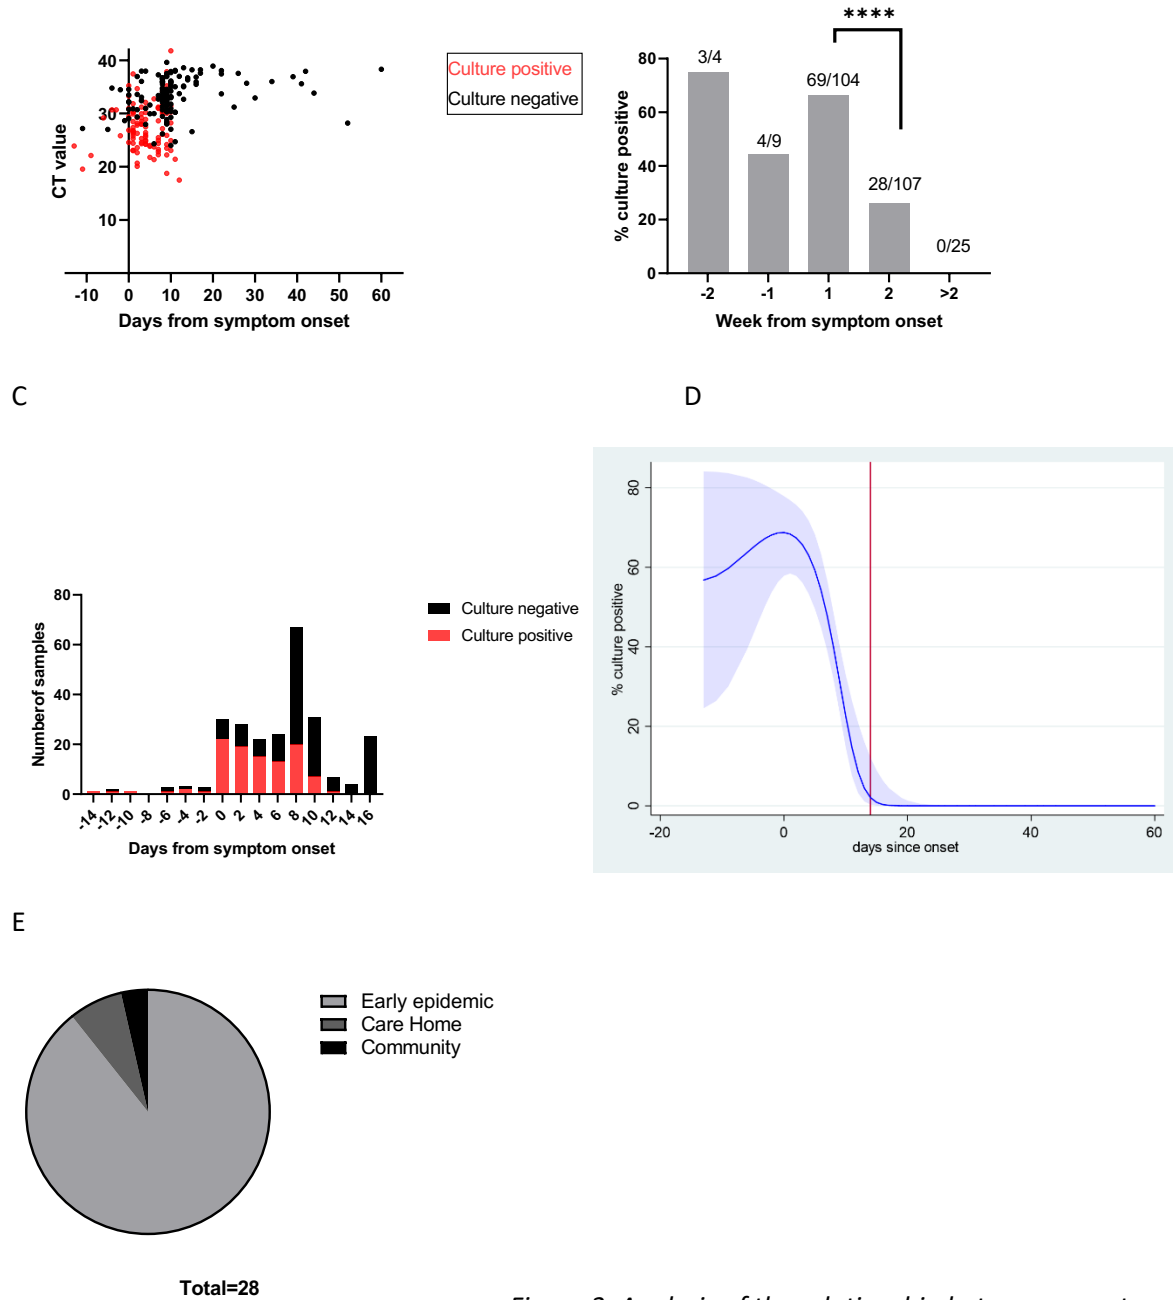 ****
40
30
20
10
CT value
-10 0 10 20 30 40 50 60
Days from symptom onset
Culture positive
Culture negative
80
60
40
20
0
% culture positive
3/4
4/9
69/104
28/107
0/25
-2 -1 1 2 >2
Week from symptom onset
C
D
80
60
40
20
0
Number of samples
-14 -12 -10 -8 -6 -4 -2 0 2 4 6 8 10 12 14 16
Days from symptom onset
Culture negative
Culture positive
80
60
40
20
0
% culture positive
-20 0 20 40 60
days since onset
E
Early epidemic
Care Home
Community
Total=28